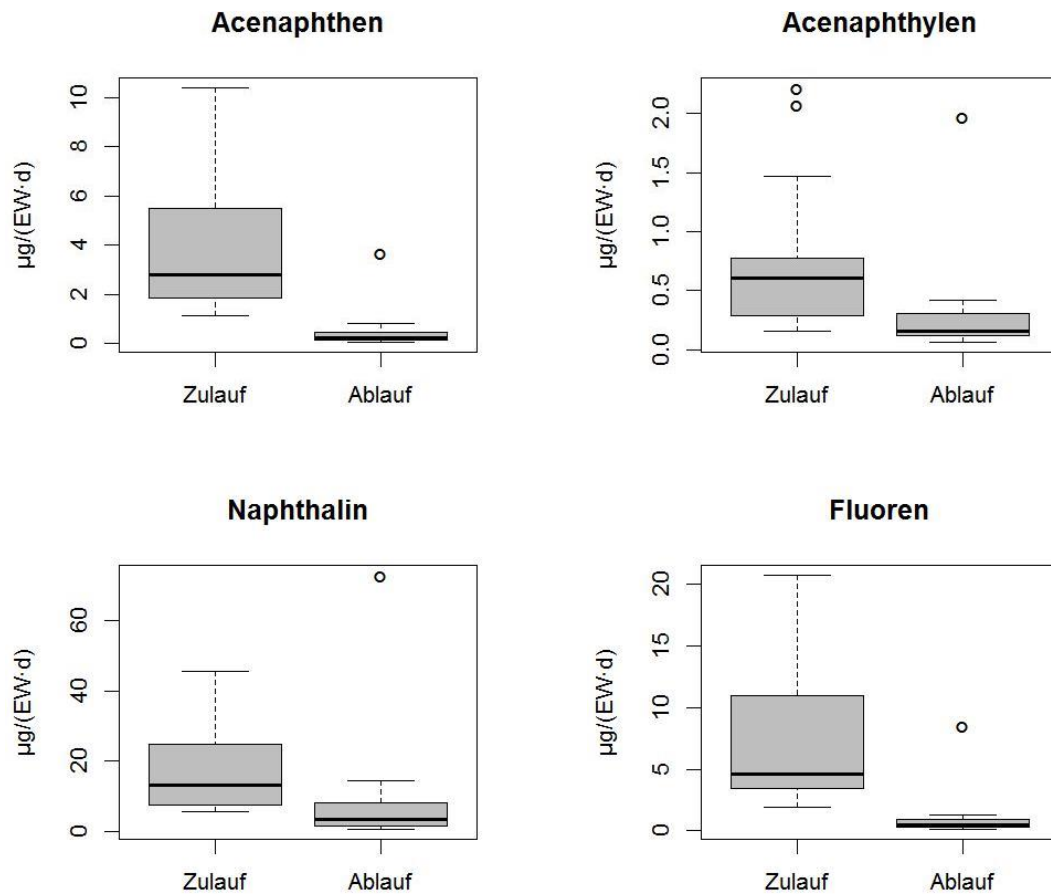 Acenaphthen
10
8
6
4
2
0
µg/(EW·d)
Zulauf
Ablauf
Acenaphthylen
2.0
1.5
1.0
0.5
0.0
µg/(EW·d)
Zulauf
Ablauf
Naphthalin
60
40
20
0
µg/(EW·d)
Zulauf
Ablauf
Fluoren
20
15
10
5
0
µg/(EW·d)
Zulauf
Ablauf